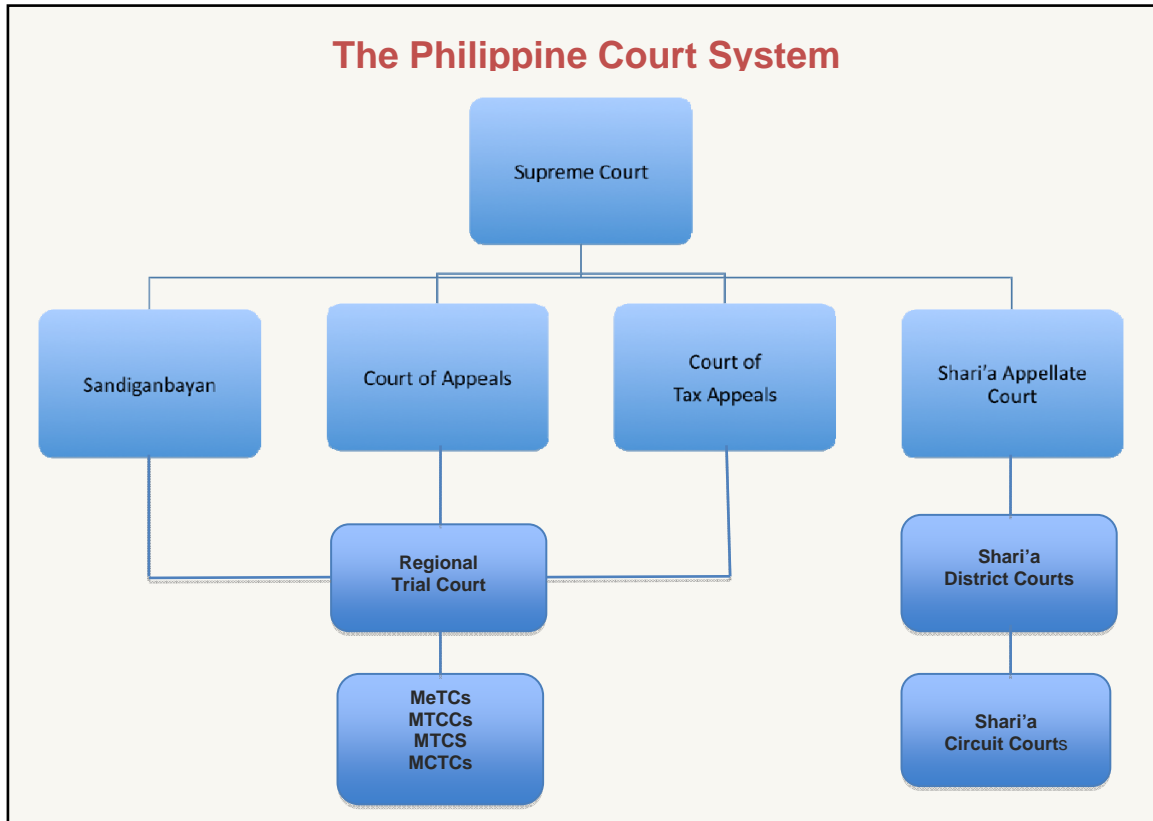 The Philippine Court System
Supreme Court
Sandiganbayan
Court of Appeals
Court of
Tax Appeals
Shari’a Appellate
Court
Regional
Trial Court
Shari’a
District Courts
MeTCs
MTCCs
MTCS
MCTCs
Shari’a
Circuit Courts